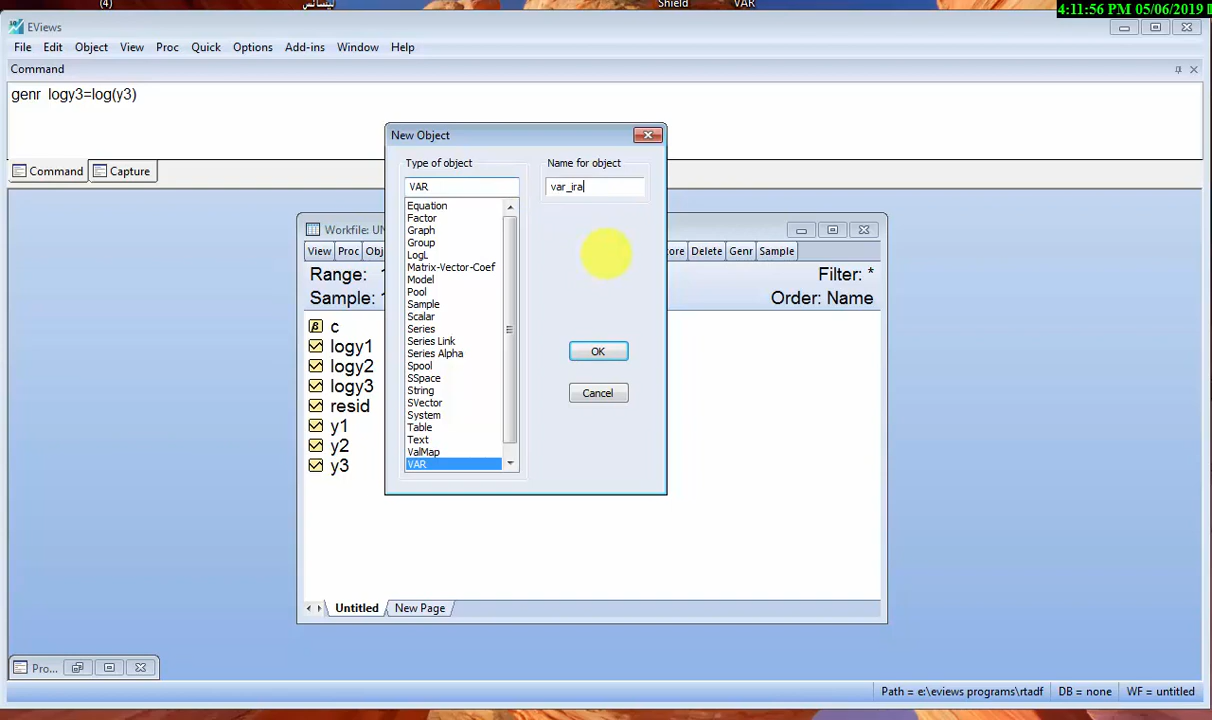 (4)
ليسانس
Shield
VAR
4:11:56 PM 05/06/2019
EViews
File Edit Object View Proc Quick Options Add-ins Window Help
Command
genr logy3=log(y3)
Command Capture
New Object
Type of object
Name for object
VAR
var_ira
Equation
Factor
Graph
Group
LogL
Matrix-Vector-Coef
Model
Pool
Sample
Scalar
Series
Series Link
Series Alpha
Spool
SSpace
String
SVector
System
Table
Text
ValMap
VAR
OK
Cancel
Workfile: UN
View Proc Obj ore Delete Genr Sample
Range: 1 Filter: *
Sample: 1 Order: Name
c
logy1
logy2
logy3
resid
y1
y2
y3
Untitled New Page
Pro...
Path = e:\eviews programs\rtadf DB = none WF = untitled